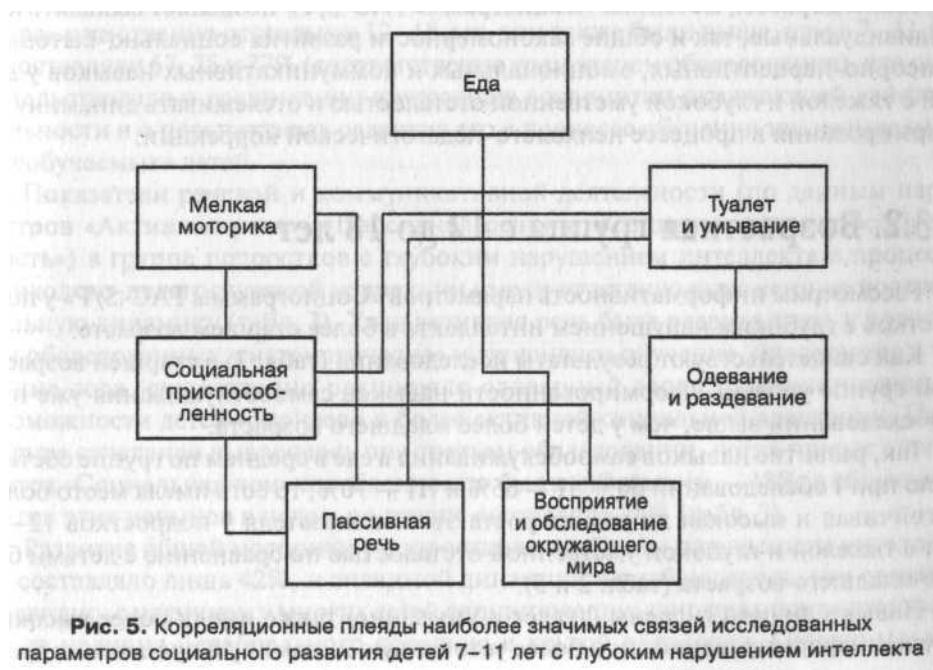 Еда
Мелкая
моторика
Туалет
и умывание
Социальная
приспособ-
ленность
Одевание
и раздевание
Пассивная
речь
Восприятие
и обследование
окружающего
мира
Рис. 5. Корреляционные плеяды наиболее значимых связей исследованных
параметров социального развития детей 7–11 лет с глубоким нарушением интеллекта